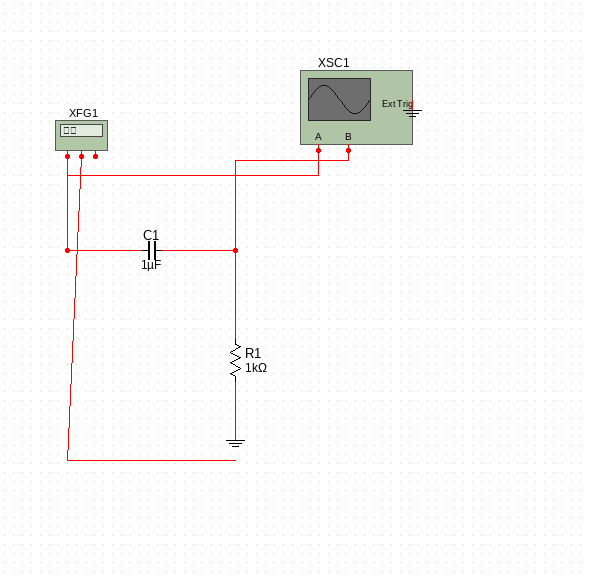 XSC1
XFG1
Ext Trig
A B
C1
1µF
R1
1kΩ